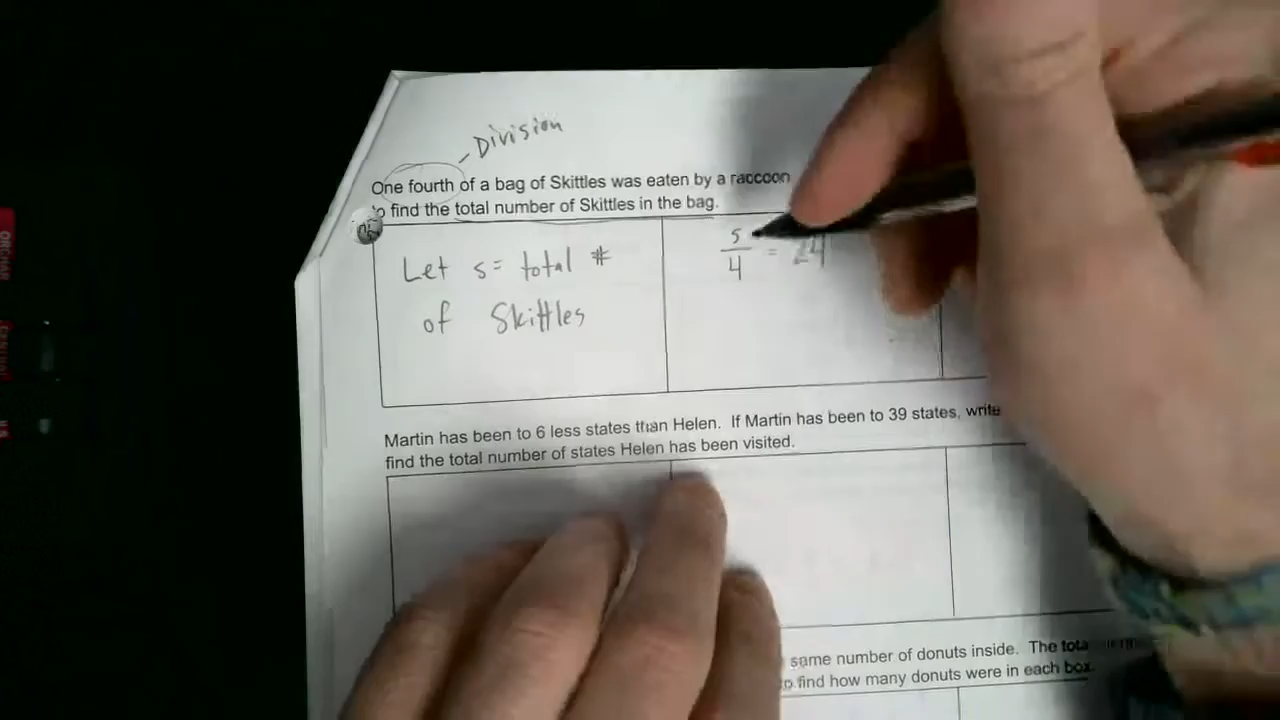 Division
One fourth of a bag of Skittles was eaten by a raccoon
to find the total number of Skittles in the bag.
Let s = total #
of Skittles
s/4 = 24
Martin has been to 6 less states than Helen. If Martin has been to 39 states, write
find the total number of states Helen has been visited.
same number of donuts inside. The
find how many donuts were in each box.